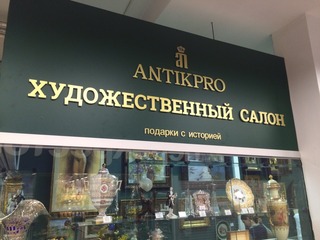 ANTIKPRO
ХУДОЖЕСТВЕННЫЙ САЛОН
подарки с историей